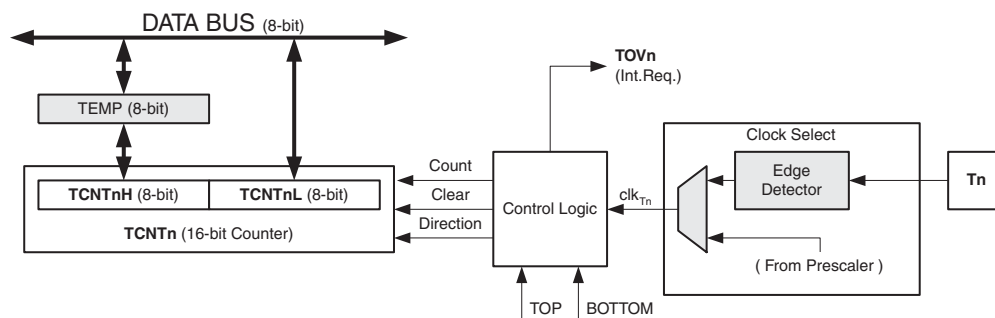 DATA BUS (8-bit)
TOVn
(Int.Req.)
TEMP (8-bit)
Clock Select
Count
Edge
Detector
Tn
TCNTnH (8-bit)
TCNTnL (8-bit)
Clear
Control Logic
clkTn
TCNTn (16-bit Counter)
Direction
( From Prescaler )
TOP
BOTTOM